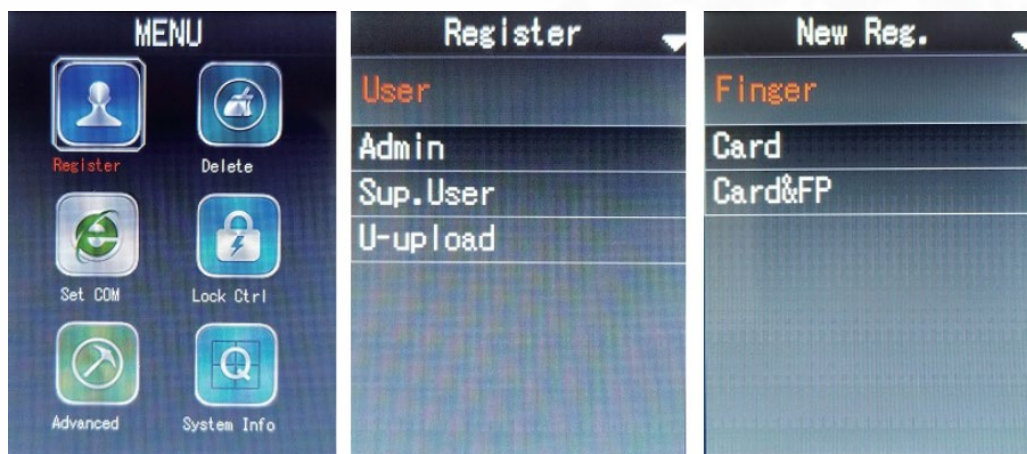 MENU
Register
Delete
Set COM
Lock Ctrl
Advanced
System Info
Register
User
Admin
Sup.User
U-upload
New Reg.
Finger
Card
Card&FP